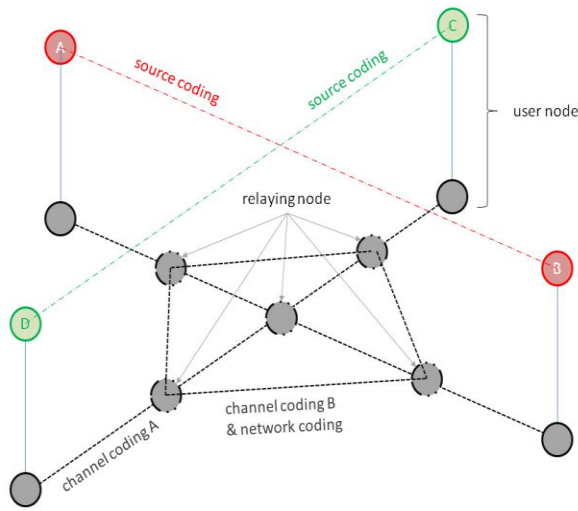 A
C
source coding
source coding
user node
relaying node
B
D
channel coding A
channel coding B
& network coding